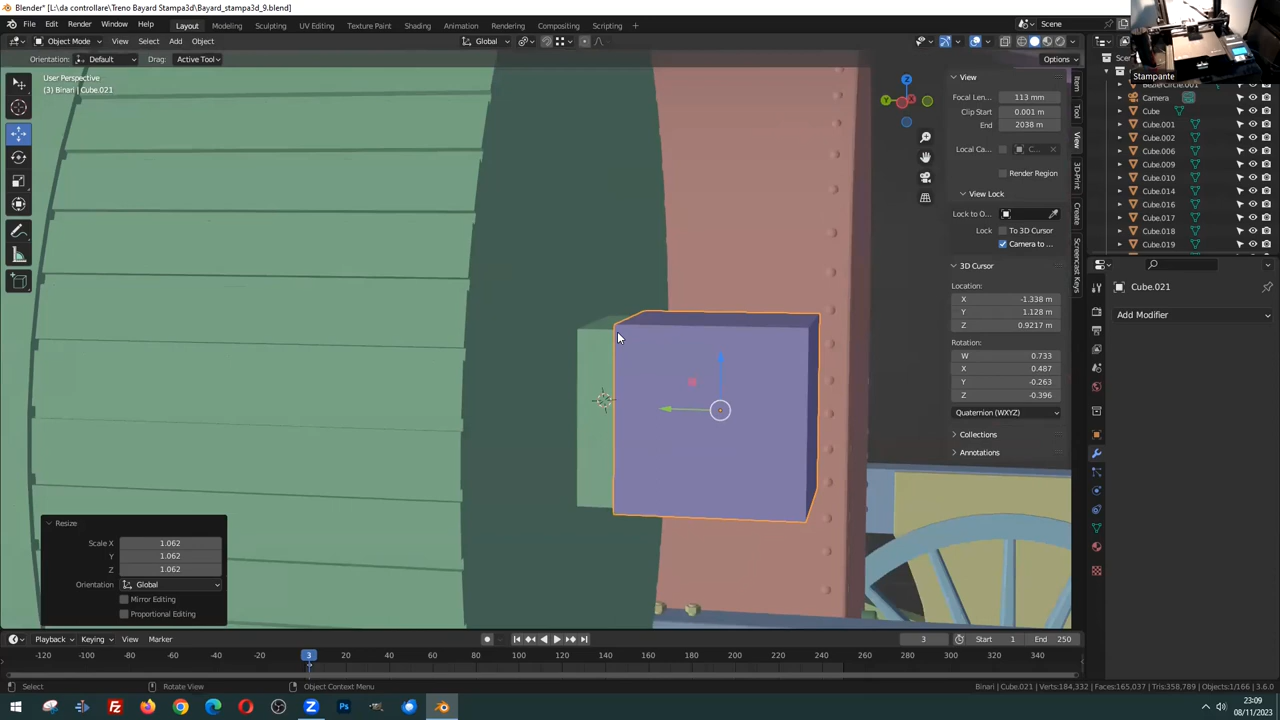 Blender* [L:\da controllare\Treno Bayard Stampa3d\Bayard_stampa3d_9.blend]
File Edit Render Window Help Layout Modeling Sculpting UV Editing Texture Paint Shading Animation Rendering Compositing Scripting Scene
Object Mode View Select Add Object Global
Orientation: Default Drag: Active Tool Options
User Perspective
(3) Binari | Cube.021
Stampante
Camera
Cube
Cube.001
Cube.002
Cube.006
Cube.009
Cube.010
Cube.014
Cube.016
Cube.017
Cube.018
Cube.019
View
Focal Len... 113 mm
Clip Start 0.001 m
End 2038 m
Local Ca...
Render Region
View Lock
Lock to O...
Lock To 3D Cursor
Camera to ...
3D Cursor
Location:
X -1.338 m
Y 1.128 m
Z 0.9217 m
Rotation:
W 0.733
X 0.487
Y -0.263
Z -0.396
Quaternion (WXYZ)
Collections
Annotations
Item
Tool
View
3D-Print
Create
Screencast Keys
Cube.021
Add Modifier
Resize
Scale X 1.062
Y 1.062
Z 1.062
Orientation Global
Mirror Editing
Proportional Editing
Playback Keying View Marker 3 Start 1 End 250
-120 -100 -80 -60 -40 -20 3 20 40 60 80 100 120 140 160 180 200 220 240 260 280 300 320 340
Select Rotate View Object Context Menu Binari | Cube.021 | Verts:184,332 | Faces:165.037 | Tris:358,789 | Objects:1/166 | 3.6.0
23:09
08/11/2023